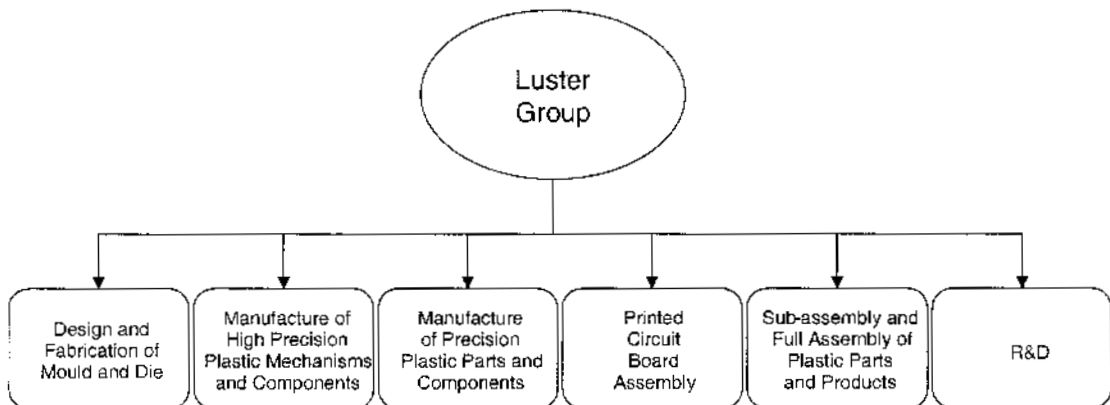 Luster
Group
Design and
Fabrication of
Mould and Die
Manufacture of
High Precision
Plastic Mechanisms
and Components
Manufacture
of Precision
Plastic Parts and
Components
Printed
Circuit
Board
Assembly
Sub-assembly and
Full Assembly of
Plastic Parts
and Products
R&D